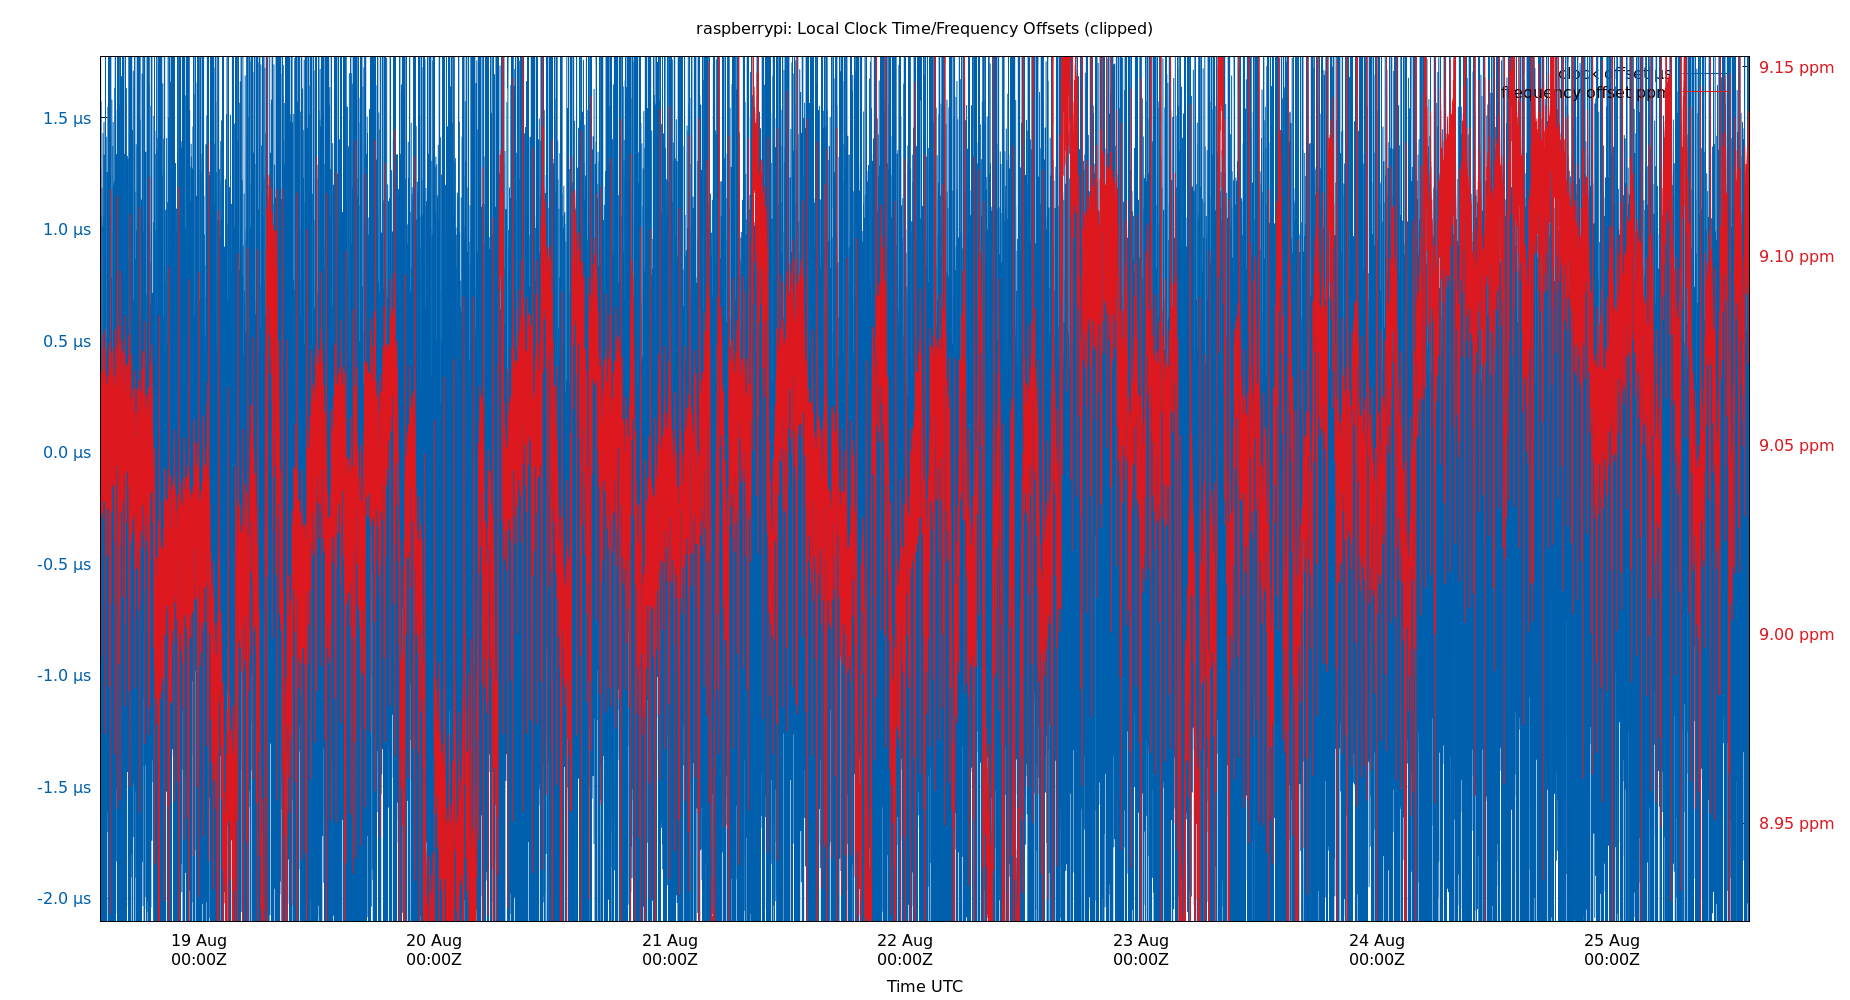 raspberrypi: Local Clock Time/Frequency Offsets (clipped)
clock offset µs
frequency offset ppm
1.5 µs
1.0 µs
0.5 µs
0.0 µs
-0.5 µs
-1.0 µs
-1.5 µs
-2.0 µs
9.15 ppm
9.10 ppm
9.05 ppm
9.00 ppm
8.95 ppm
19 Aug
00:00Z
20 Aug
00:00Z
21 Aug
00:00Z
22 Aug
00:00Z
23 Aug
00:00Z
24 Aug
00:00Z
25 Aug
00:00Z
Time UTC